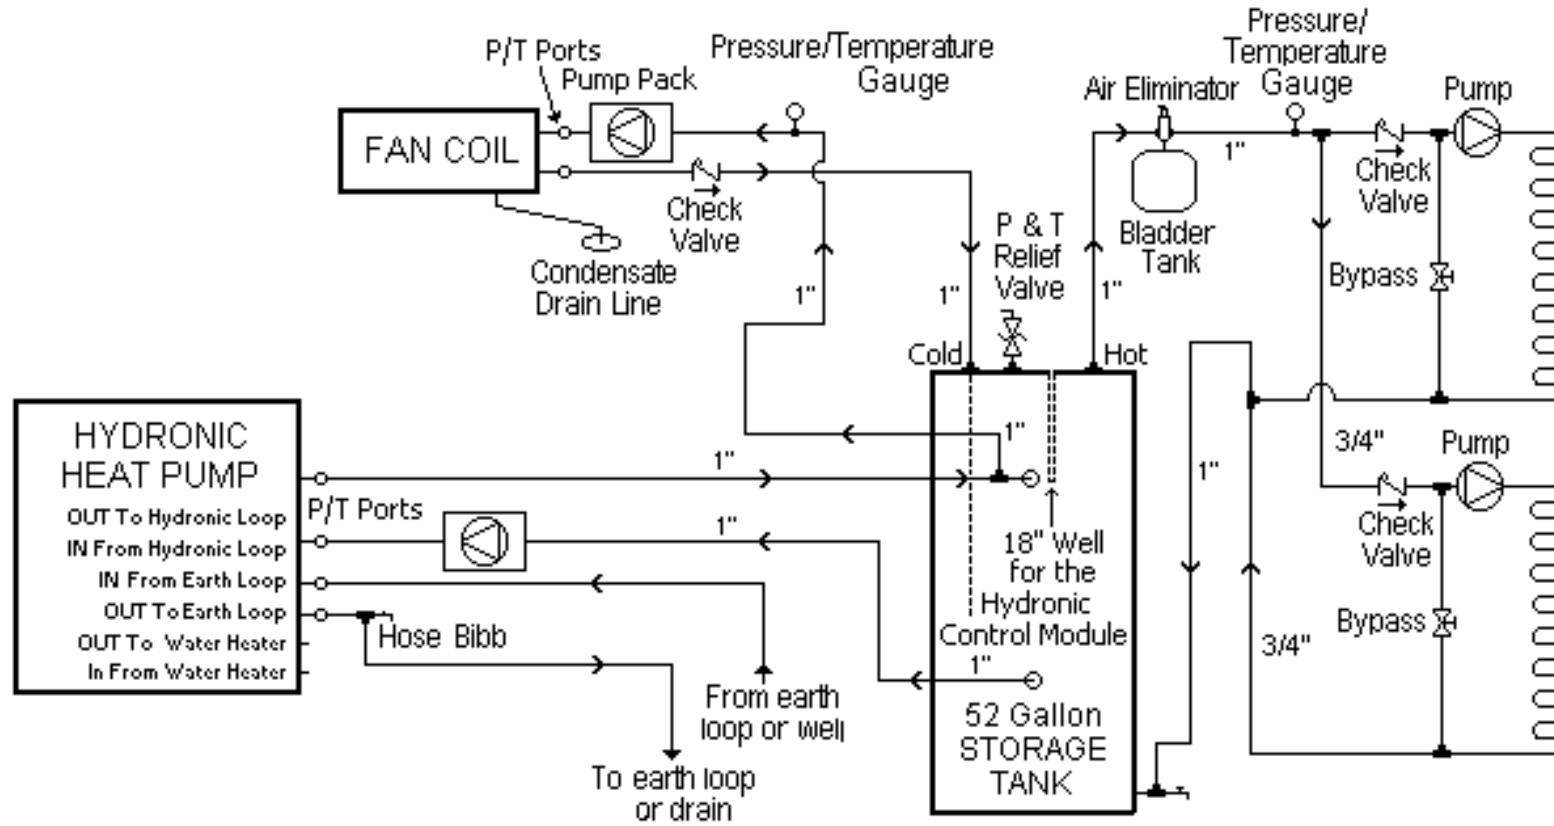 P/T Ports
Pump Pack
Pressure/Temperature
Gauge
Air Eliminator
Pressure/
Temperature
Gauge
Pump
FAN COIL
1"
Check
Valve
Check
Valve
Condensate
Drain Line
P & T
Relief
Valve
Bladder
Tank
Bypass
1"
1"
1"
Cold
Hot
HYDRONIC
HEAT PUMP
OUT To Hydronic Loop
IN From Hydronic Loop
IN From Earth Loop
OUT To Earth Loop
OUT To Water Heater
In From Water Heater
P/T Ports
Hose Bibb
1"
1"
1"
1"
3/4"
Pump
Check
Valve
18" Well
for the
Hydronic
Control Module
1"
Bypass
3/4"
From earth
loop or well
To earth loop
or drain
52 Gallon
STORAGE
TANK